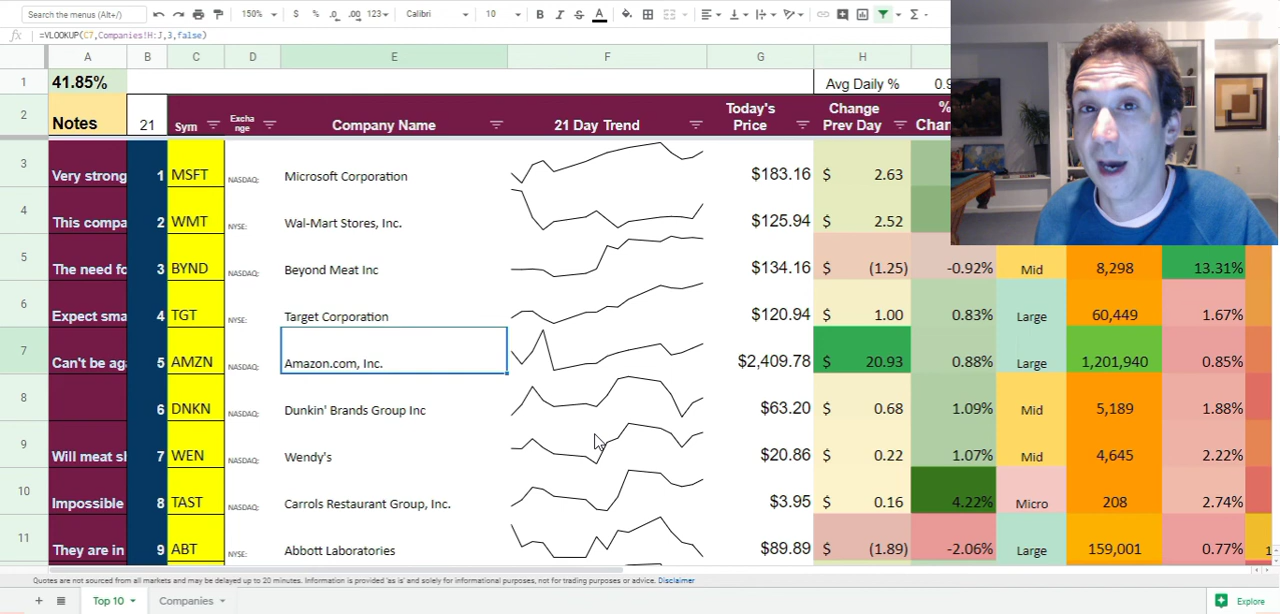 Search the menus (Alt+/) 150% $ % .0 .00 123 Calibri 10 B I S A
fx =VLOOKUP(C7,Companies!H:J,3,false)
A B C D E F G H
1 41.85% Avg Daily %
2 Notes 21 Sym Excha nge Company Name 21 Day Trend Today's Price Change Prev Day %
3 Very strong 1 MSFT NASDAQ: Microsoft Corporation $183.16 $ 2.63
4 This compa 2 WMT NYSE: Wal-Mart Stores, Inc. $125.94 $ 2.52
5 The need fo 3 BYND NASDAQ: Beyond Meat Inc $134.16 $ (1.25) -0.92% Mid 8,298 13.31%
6 Expect sma 4 TGT NYSE: Target Corporation $120.94 $ 1.00 0.83% Large 60,449 1.67%
7 Can't be ag 5 AMZN NASDAQ: Amazon.com, Inc. $2,409.78 $ 20.93 0.88% Large 1,201,940 0.85%
8 6 DNKN NASDAQ: Dunkin' Brands Group Inc $63.20 $ 0.68 1.09% Mid 5,189 1.88%
9 Will meat sh 7 WEN NASDAQ: Wendy's $20.86 $ 0.22 1.07% Mid 4,645 2.22%
10 Impossible 8 TAST NASDAQ: Carrols Restaurant Group, Inc. $3.95 $ 0.16 4.22% Micro 208 2.74%
11 They are in 9 ABT NYSE: Abbott Laboratories $89.89 $ (1.89) -2.06% Large 159,001 0.77% 1
Quotes are not sourced from all markets and may be delayed up to 20 minutes. Information is provided 'as is' and solely for informational purposes, not for trading purposes or advice. Disclaimer
+ Top 10 Companies Explore